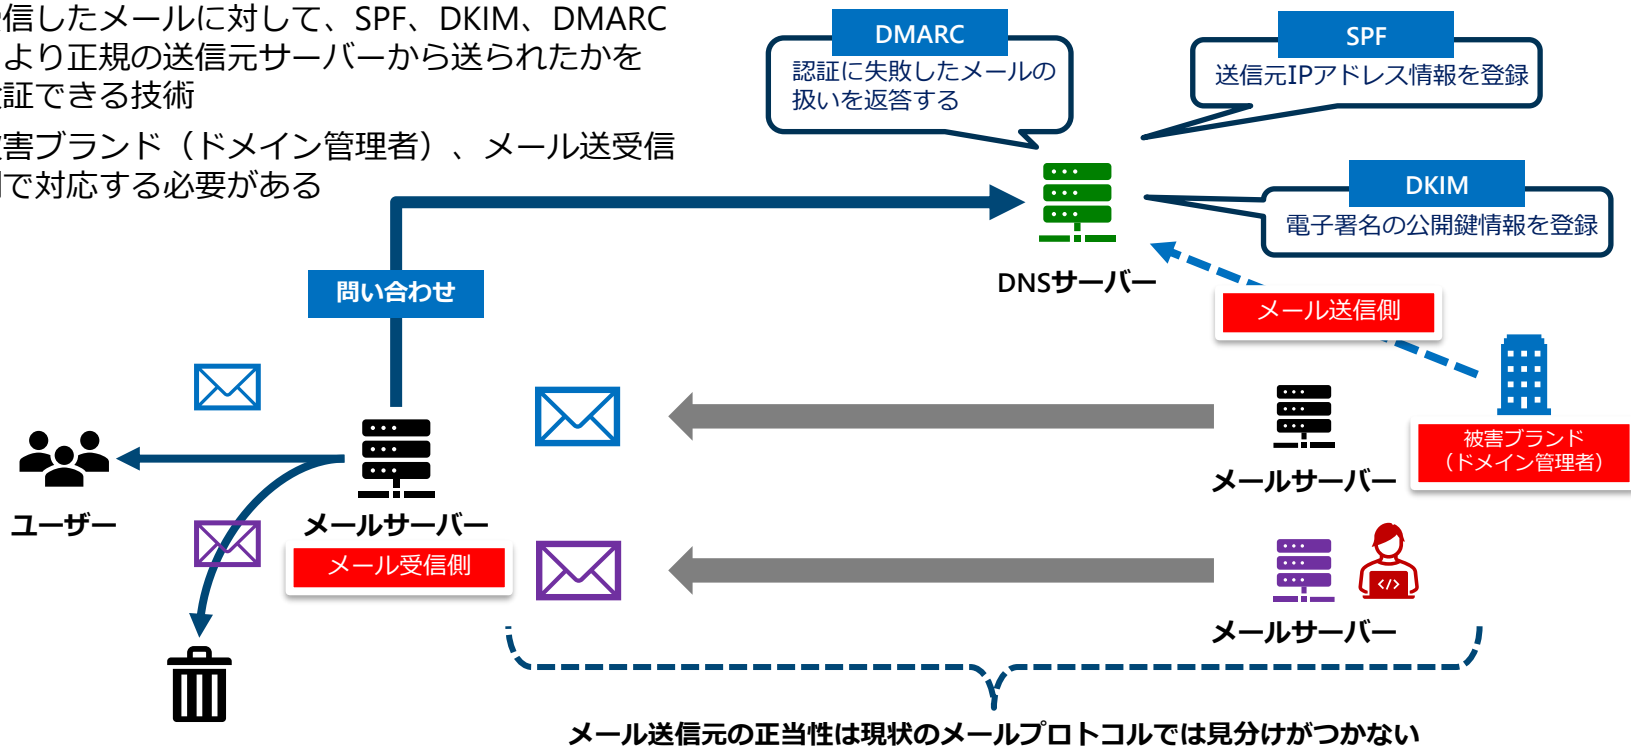 信したメールに対して、SPF、DKIM、DMARC
より正規の送信元サーバーから送られたかを
証できる技術
害ブランド（ドメイン管理者）、メール送受信
で対応する必要がある
DMARC
認証に失敗したメールの
扱いを返答する
SPF
送信元IPアドレス情報を登録
DKIM
電子署名の公開鍵情報を登録
DNSサーバー
問い合わせ
メール送信側
被害ブランド
（ドメイン管理者）
メールサーバー
ユーザー
メールサーバー
メール受信側
メールサーバー
メール送信元の正当性は現状のメールプロトコルでは見分けがつかない